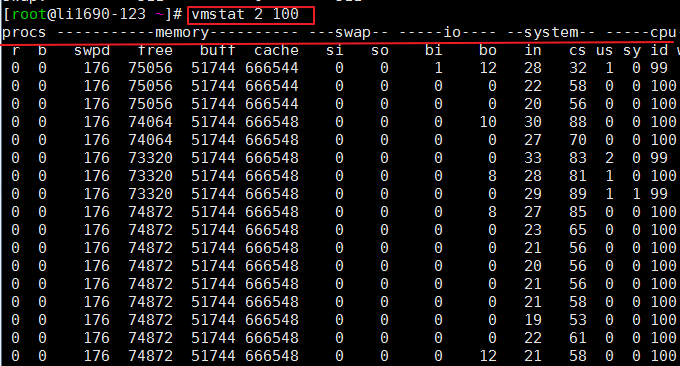 [root@li1690-123 ~]# vmstat 2 100
procs -----------memory---------- ---swap-- -----io---- --system-- -----cpu
r b swpd free buff cache si so bi bo in cs us sy id
0 0 176 75056 51744 666544 0 0 1 12 28 32 1 0 99
0 0 176 75056 51744 666544 0 0 0 0 22 58 0 0 100
0 0 176 75056 51744 666544 0 0 0 0 20 56 0 0 100
0 0 176 74064 51744 666548 0 0 0 10 30 88 0 0 100
0 0 176 74064 51744 666548 0 0 0 0 27 70 0 0 100
0 0 176 73320 51744 666548 0 0 0 0 33 83 2 0 99
0 0 176 73320 51744 666548 0 0 0 8 28 81 1 0 100
0 0 176 73320 51744 666548 0 0 0 0 29 89 1 1 99
0 0 176 74872 51744 666548 0 0 0 8 27 85 0 0 100
0 0 176 74872 51744 666548 0 0 0 0 23 65 0 0 100
0 0 176 74872 51744 666548 0 0 0 0 21 56 0 0 100
0 0 176 74872 51744 666548 0 0 0 0 20 56 0 0 100
0 0 176 74872 51744 666548 0 0 0 0 21 56 0 0 100
0 0 176 74872 51744 666548 0 0 0 0 21 58 0 0 100
0 0 176 74872 51744 666548 0 0 0 0 19 53 0 0 100
0 0 176 74872 51744 666548 0 0 0 0 22 61 0 0 100
0 0 176 74872 51744 666548 0 0 0 12 21 58 0 0 100